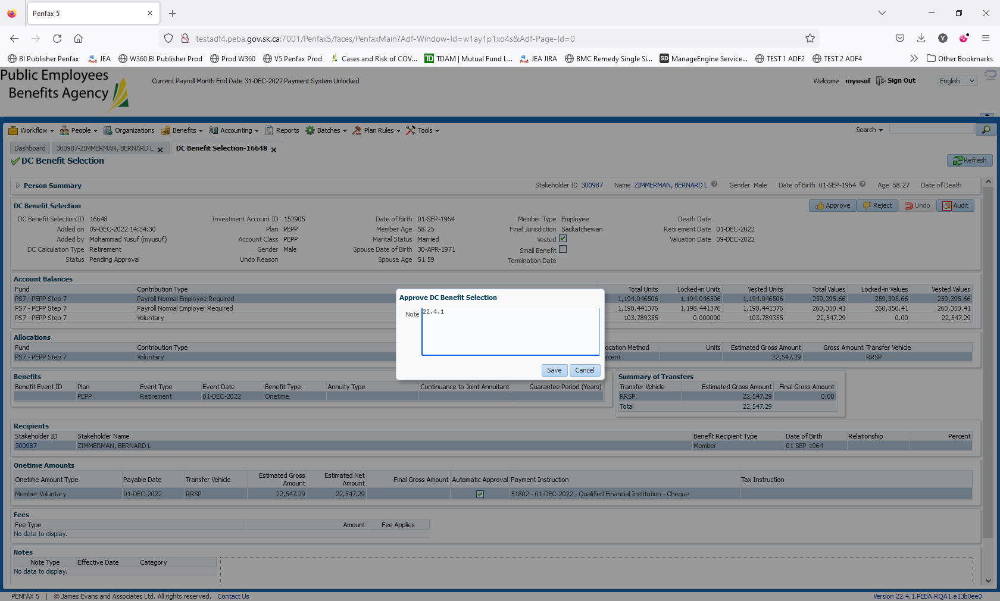 Penfax 5
testadf4.peba.gov.sk.ca:7001/Penfax5/faces/PenfaxMain?Adf-Window-Id=w1ay1p1xo4s&Adf-Page-Id=0
BI Publisher Penfax JEA W360 BI Publisher Prod Prod W360 V5 Penfax Prod Cases and Risk of COV... TDAM | Mutual Fund L... JEA JIRA BMC Remedy Single Si... ManageEngine Service... TEST 1 ADF2 TEST 2 ADF4 Other Bookmarks
Public Employees
Benefits Agency
Current Payroll Month End Date 31-DEC-2022 Payment System Unlocked
Welcome myusuf Sign Out English
Workflow People Organizations Benefits Accounting Reports Batches Plan Rules Tools Search
Dashboard 300987-ZIMMERMAN, BERNARD L DC Benefit Selection-16648
DC Benefit Selection Refresh
Person Summary Stakeholder ID 300987 Name ZIMMERMAN, BERNARD L Gender Male Date of Birth 01-SEP-1964 Age 58.27 Date of Death
DC Benefit Selection Approve Reject Undo Audit
DC Benefit Selection ID 16648 Investment Account ID 152905 Date of Birth 01-SEP-1964 Member Type Employee Death Date
Added on 09-DEC-2022 14:34:30 Plan PEPP Member Age 58.25 Final Jurisdiction Saskatchewan Retirement Date 01-DEC-2022
Added by Mohammad Yusuf (myusuf) Account Class PEPP Marital Status Married Vested Valuation Date 09-DEC-2022
DC Calculation Type Retirement Gender Male Spouse Date of Birth 30-APR-1971 Small Benefit
Status Pending Approval Undo Reason Spouse Age 51.59 Termination Date
Account Balances
Fund Contribution Type Total Units Locked-in Units Vested Units Total Values Locked-in Values Vested Values
PS7 - PEPP Step 7 Payroll Normal Employee Required 1,194.046506 1,194.046506 1,194.046506 259,395.66 259,395.66 259,395.66
PS7 - PEPP Step 7 Payroll Normal Employer Required 1,198.441376 1,198.441376 1,198.441376 260,350.41 260,350.41 260,350.41
PS7 - PEPP Step 7 Voluntary 103.789355 0.000000 103.789355 22,547.29 0.00 22,547.29
Approve DC Benefit Selection
Note 22.4.1
Save Cancel
Allocations
Fund Contribution Type ocation Method Units Estimated Gross Amount Gross Amount Transfer Vehicle
PS7 - PEPP Step 7 Voluntary ercent 22,547.29 RRSP
Benefits
Benefit Event ID Plan Event Type Event Date Benefit Type Annuity Type Continuance to Joint Annuitant Guarantee Period (Years)
PEPP Retirement 01-DEC-2022 Onetime
Summary of Transfers
Transfer Vehicle Estimated Gross Amount Final Gross Amount
RRSP 22,547.29 0.00
Total 22,547.29
Recipients
Stakeholder ID Stakeholder Name Benefit Recipient Type Date of Birth Relationship Percent
300987 ZIMMERMAN, BERNARD L Member 01-SEP-1964
Onetime Amounts
Onetime Amount Type Payable Date Transfer Vehicle Estimated Gross Amount Estimated Net Amount Final Gross Amount Automatic Approval Payment Instruction Tax Instruction
Member Voluntary 01-DEC-2022 RRSP 22,547.29 22,547.29 51802 - 01-DEC-2022 - Qualified Financial Institution - Cheque
Fees
Fee Type Amount Fee Applies
No data to display.
Notes
Note Type Effective Date Category
No data to display.
PENFAX 5 | © James Evans and Associates Ltd. All rights reserved. Contact Us Version 22.4.1.PEBA.RQA1.e13b0ee0